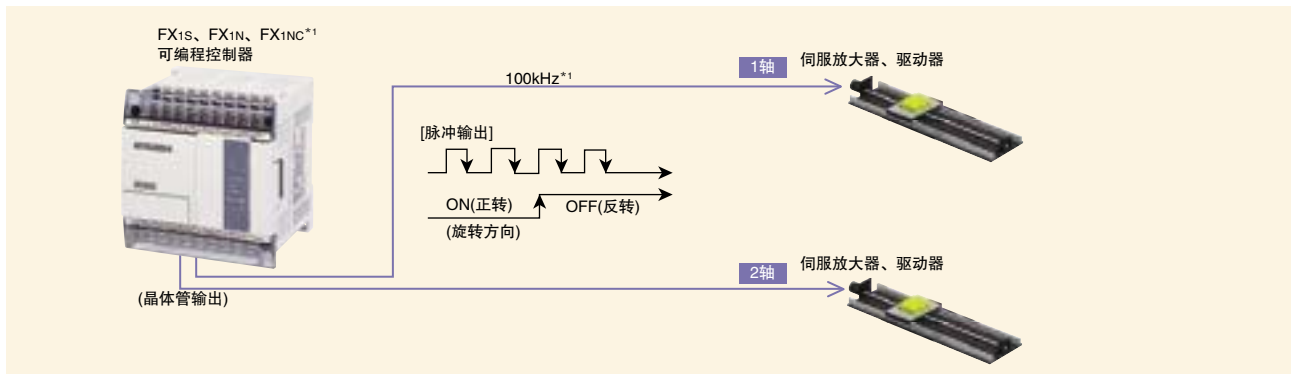 FX1S、FX1N、FX1NC*1
可编程控制器
1轴
伺服放大器、驱动器
100kHz*1
[脉冲输出]
ON(正转)
OFF(反转)
(旋转方向)
2轴
伺服放大器、驱动器
(晶体管输出)